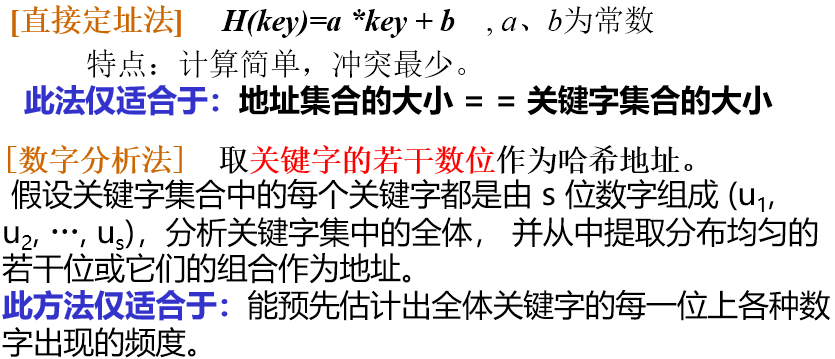 [直接定址法] H(key)=a *key + b , a、b为常数
特点：计算简单，冲突最少。
此法仅适合于：地址集合的大小 = = 关键字集合的大小
[数字分析法] 取关键字的若干数位作为哈希地址。
假设关键字集合中的每个关键字都是由 s 位数字组成 (u1,
u2, …, us)，分析关键字集中的全体， 并从中提取分布均匀的
若干位或它们的组合作为地址。
此方法仅适合于：能预先估计出全体关键字的每一位上各种数
字出现的频度。